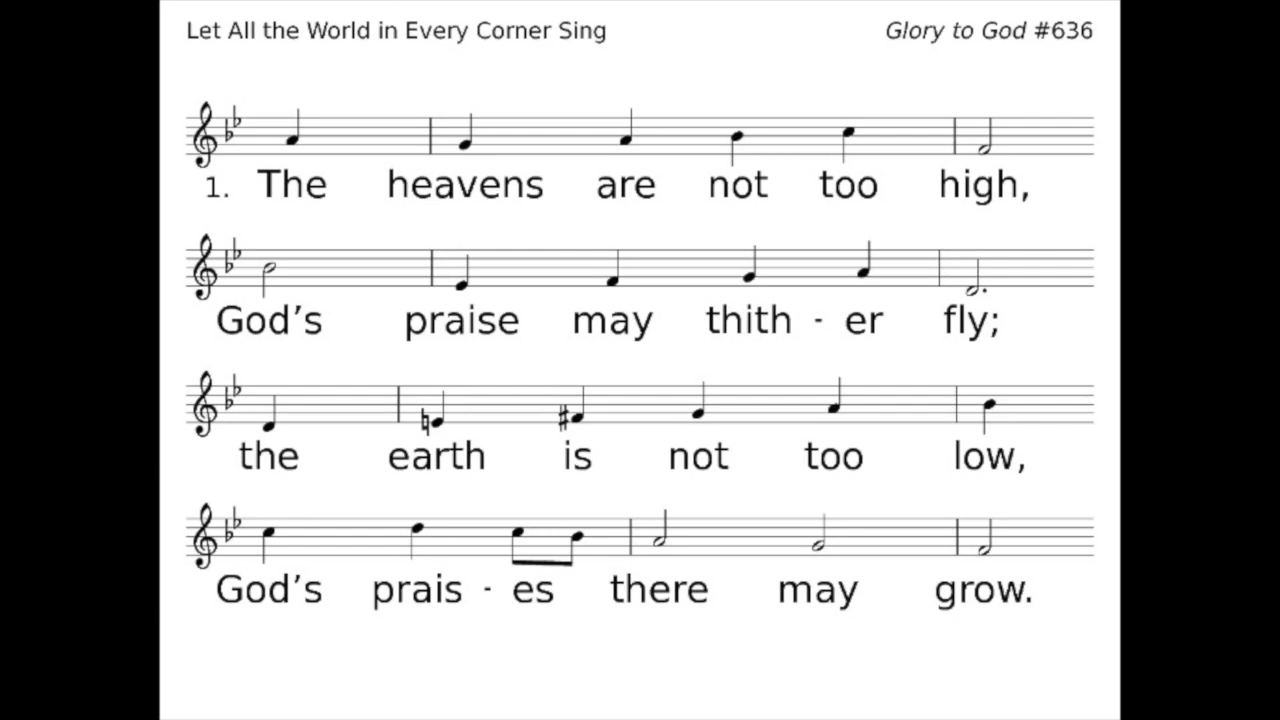 Let All the World in Every Corner Sing
Glory to God #636
1. The heavens are not too high,
God’s praise may thith - er fly;
the earth is not too low,
God’s prais - es there may grow.